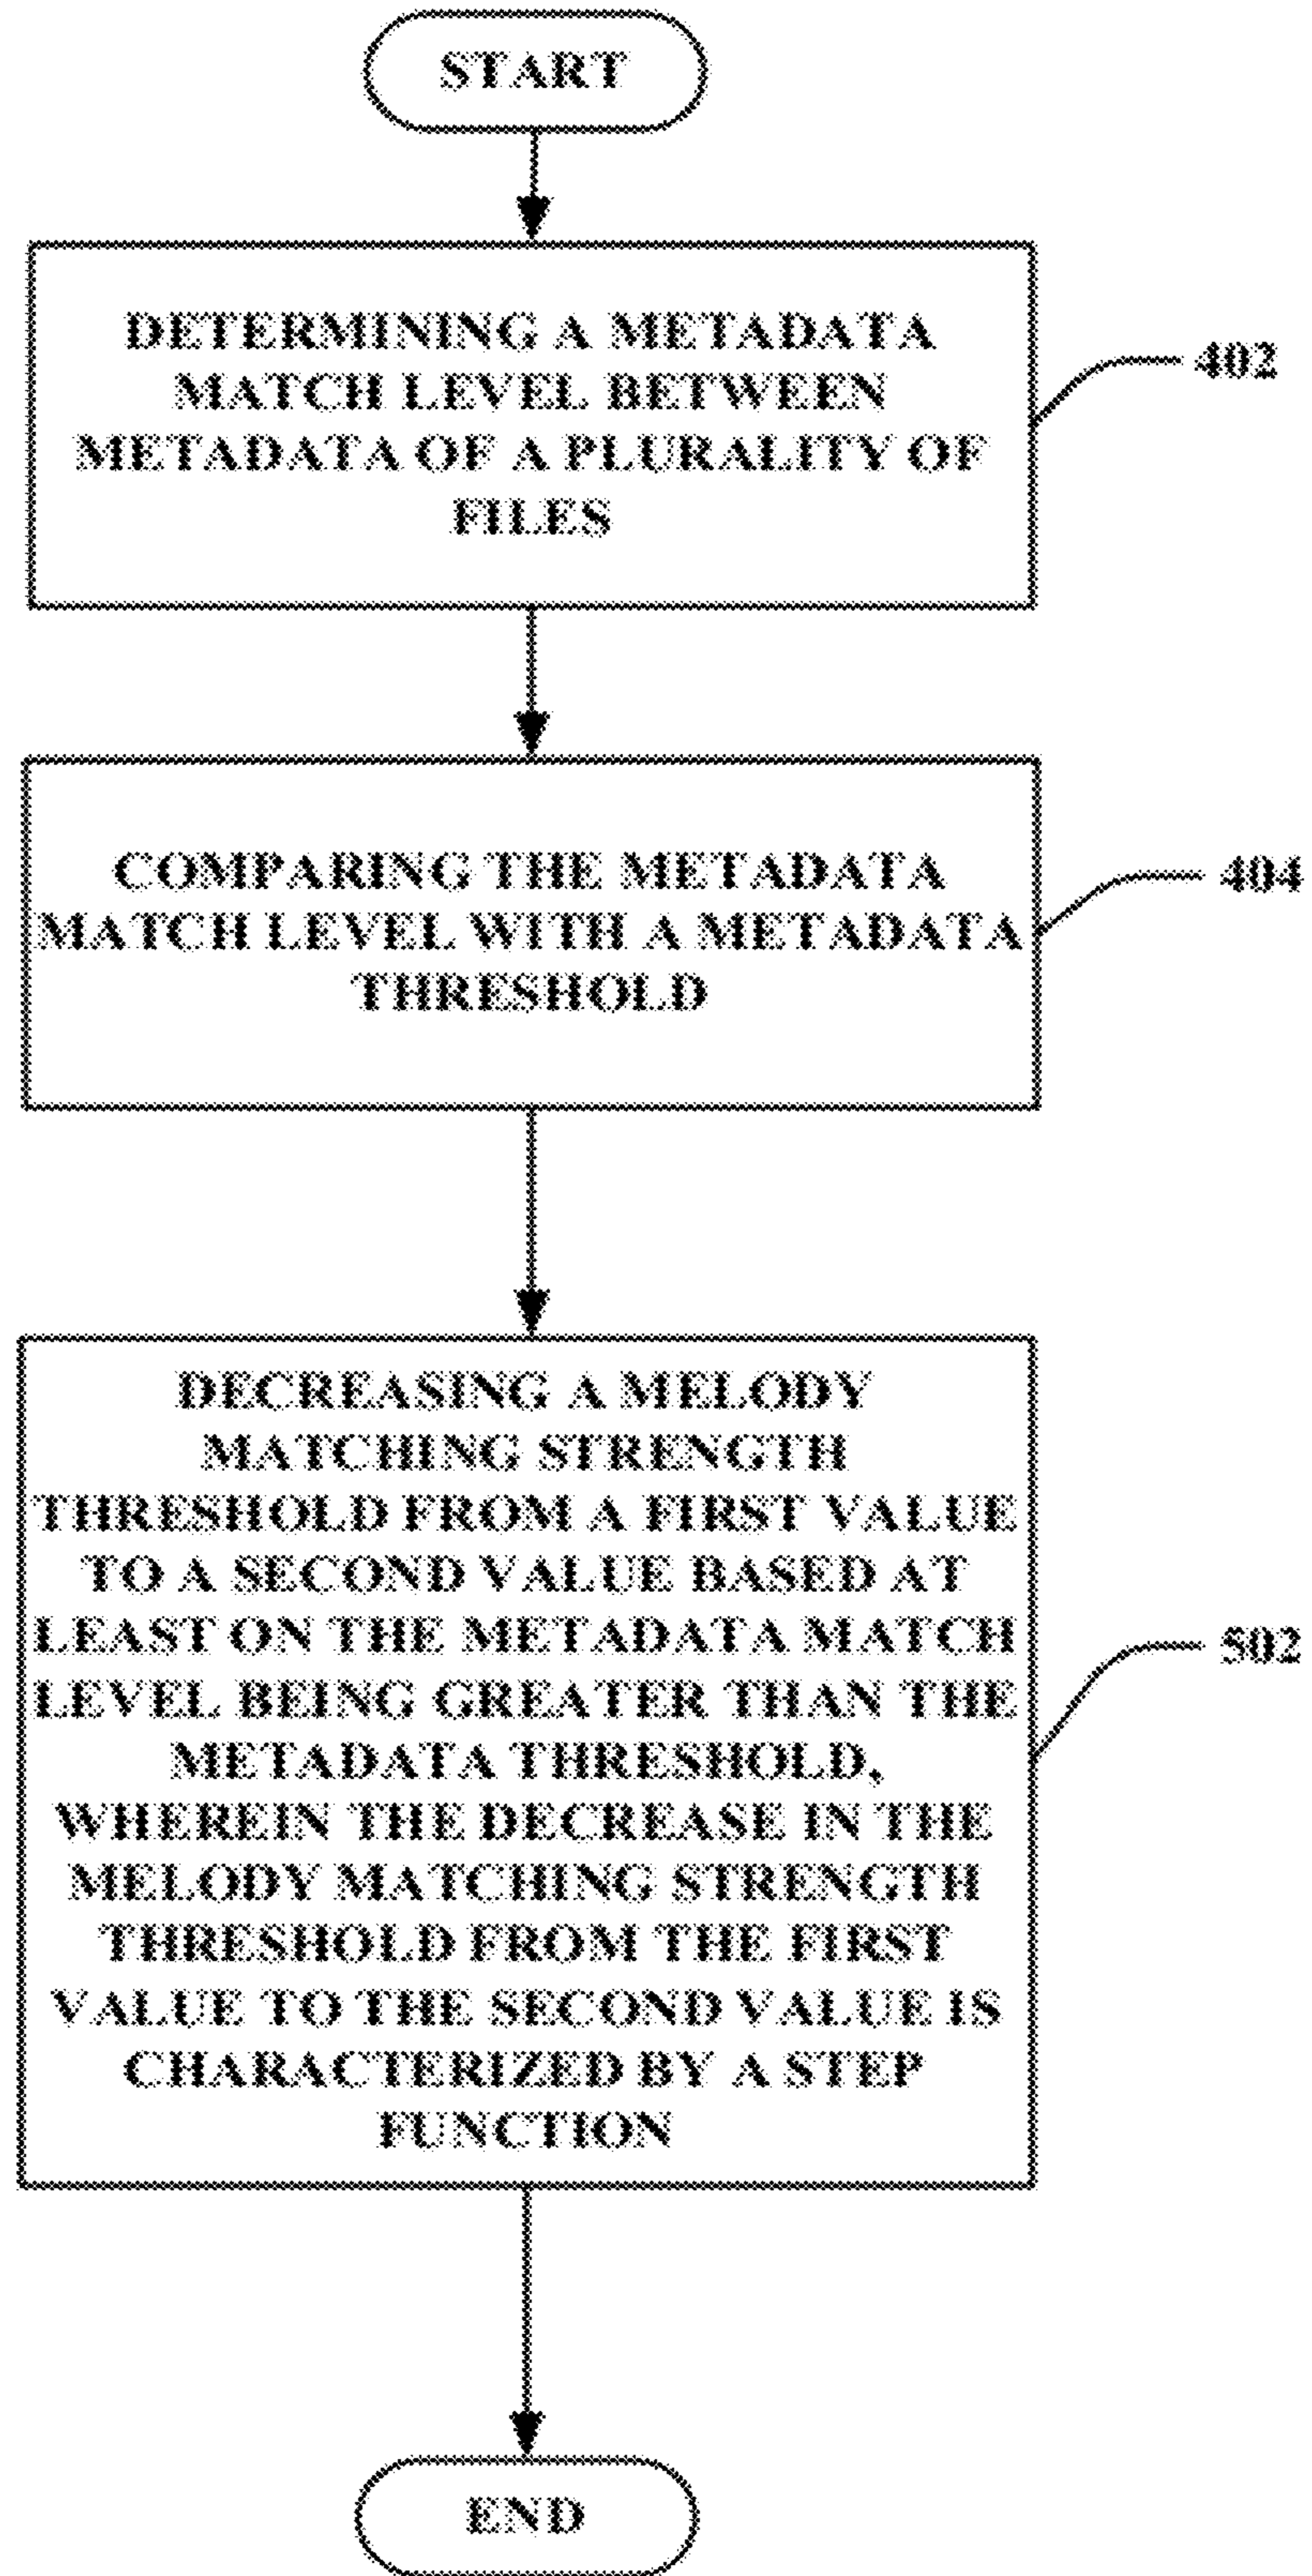 START
DETERMINING A METADATA
MATCH LEVEL BETWEEN
METADATA OF A PLURALITY OF
FILES
402
COMPARING THE METADATA
MATCH LEVEL WITH A METADATA
THRESHOLD
404
DECREASING A MELODY
MATCHING STRENGTH
THRESHOLD FROM A FIRST VALUE
TO A SECOND VALUE BASED AT
LEAST ON THE METADATA MATCH
LEVEL BEING GREATER THAN THE
METADATA THRESHOLD,
WHEREIN THE DECREASE IN THE
MELODY MATCHING STRENGTH
THRESHOLD FROM THE FIRST
VALUE TO THE SECOND VALUE IS
CHARACTERIZED BY A STEP
FUNCTION
502
END